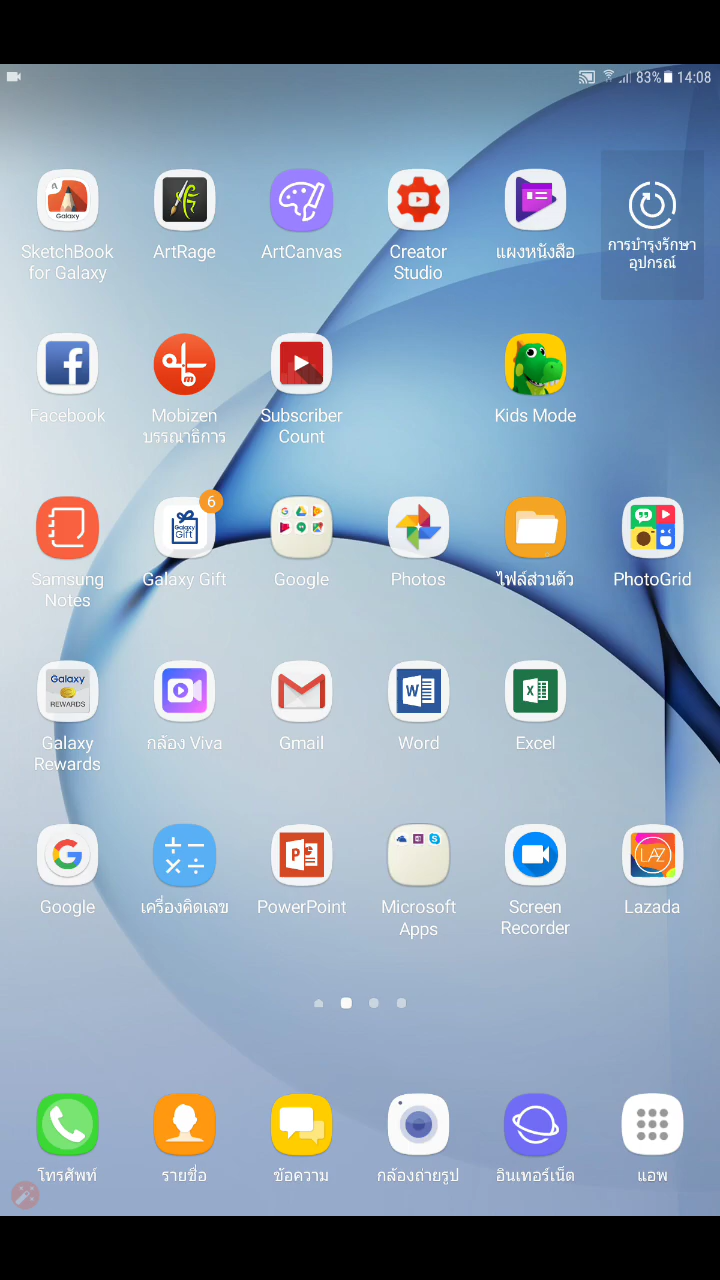 83% 14:08
Galaxy
SketchBook
for Galaxy
ArtRage
ArtCanvas
Creator
Studio
แผงหนังสือ
การบำรุงรักษา
อุปกรณ์
Facebook
Mobizen
บรรณาธิการ
Subscriber
Count
Kids Mode
6
Galaxy
Gift
Samsung
Notes
Galaxy Gift
Google
Photos
ไฟล์ส่วนตัว
PhotoGrid
Galaxy
REWARDS
Galaxy
Rewards
กล้อง Viva
Gmail
Word
Excel
LAZ
Google
เครื่องคิดเลข
PowerPoint
Microsoft
Apps
Screen
Recorder
Lazada
โทรศัพท์
รายชื่อ
ข้อความ
กล้องถ่ายรูป
อินเทอร์เน็ต
แอพ